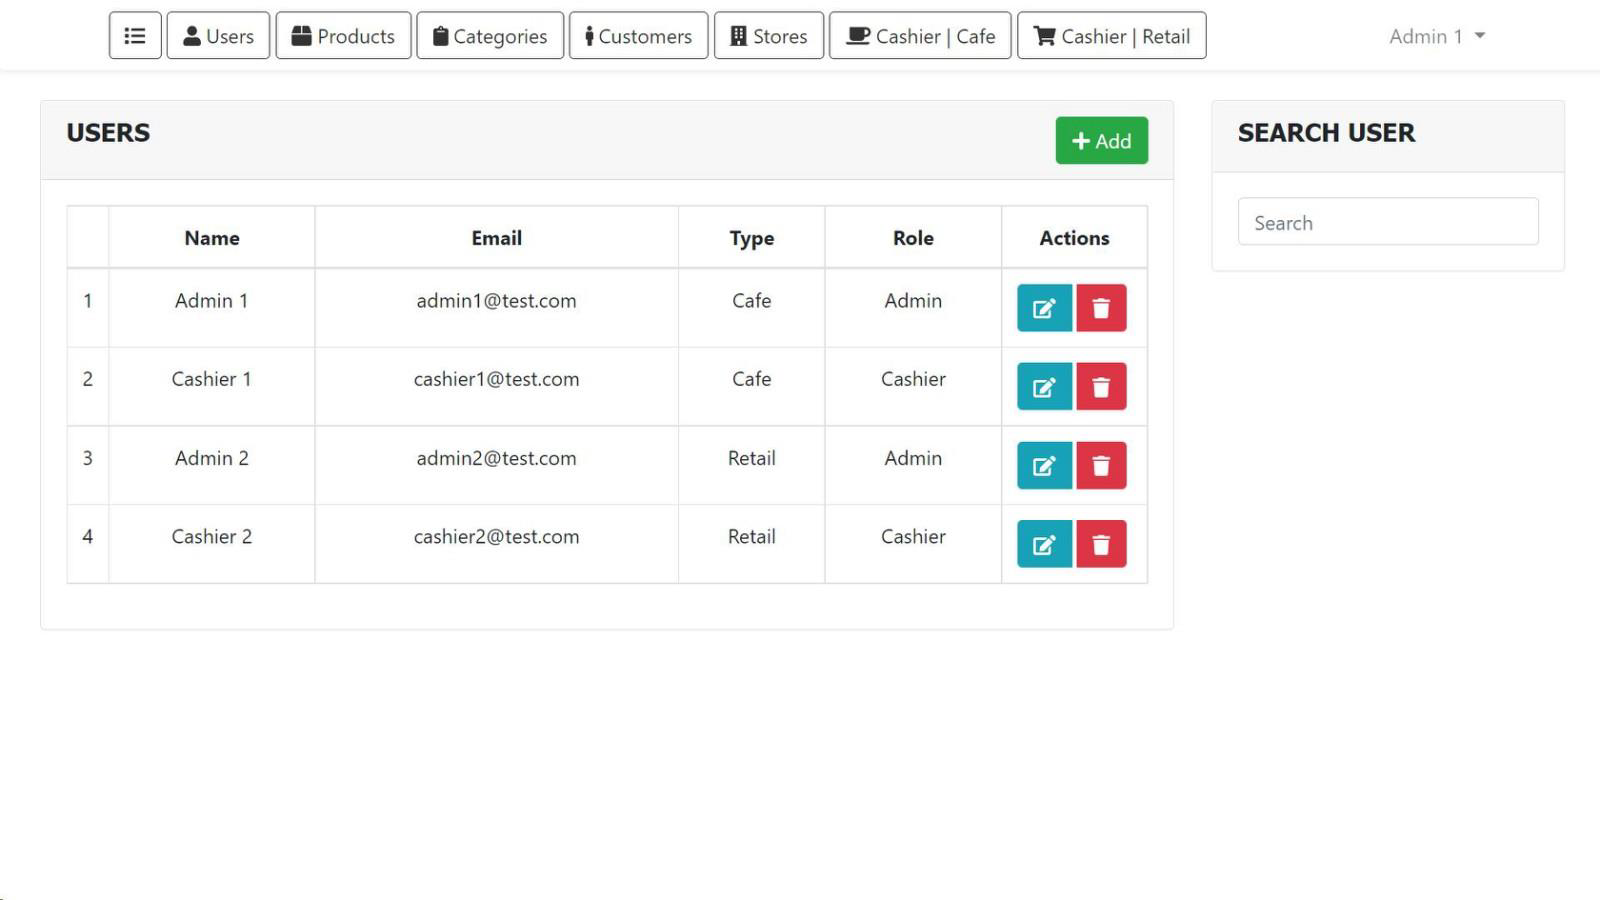 Users Products Categories Customers Stores Cashier | Cafe Cashier | Retail Admin 1
USERS
Add
Name Email Type Role Actions
1 Admin 1 admin1@test.com Cafe Admin
2 Cashier 1 cashier1@test.com Cafe Cashier
3 Admin 2 admin2@test.com Retail Admin
4 Cashier 2 cashier2@test.com Retail Cashier
SEARCH USER
Search